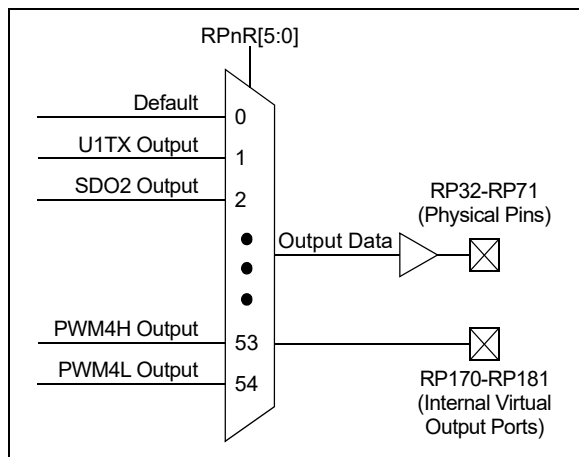 RPnR[5:0]
Default
0
U1TX Output
1
SDO2 Output
2
RP32-RP71
(Physical Pins)
Output Data
PWM4H Output
53
PWM4L Output
54
RP170-RP181
(Internal Virtual
Output Ports)